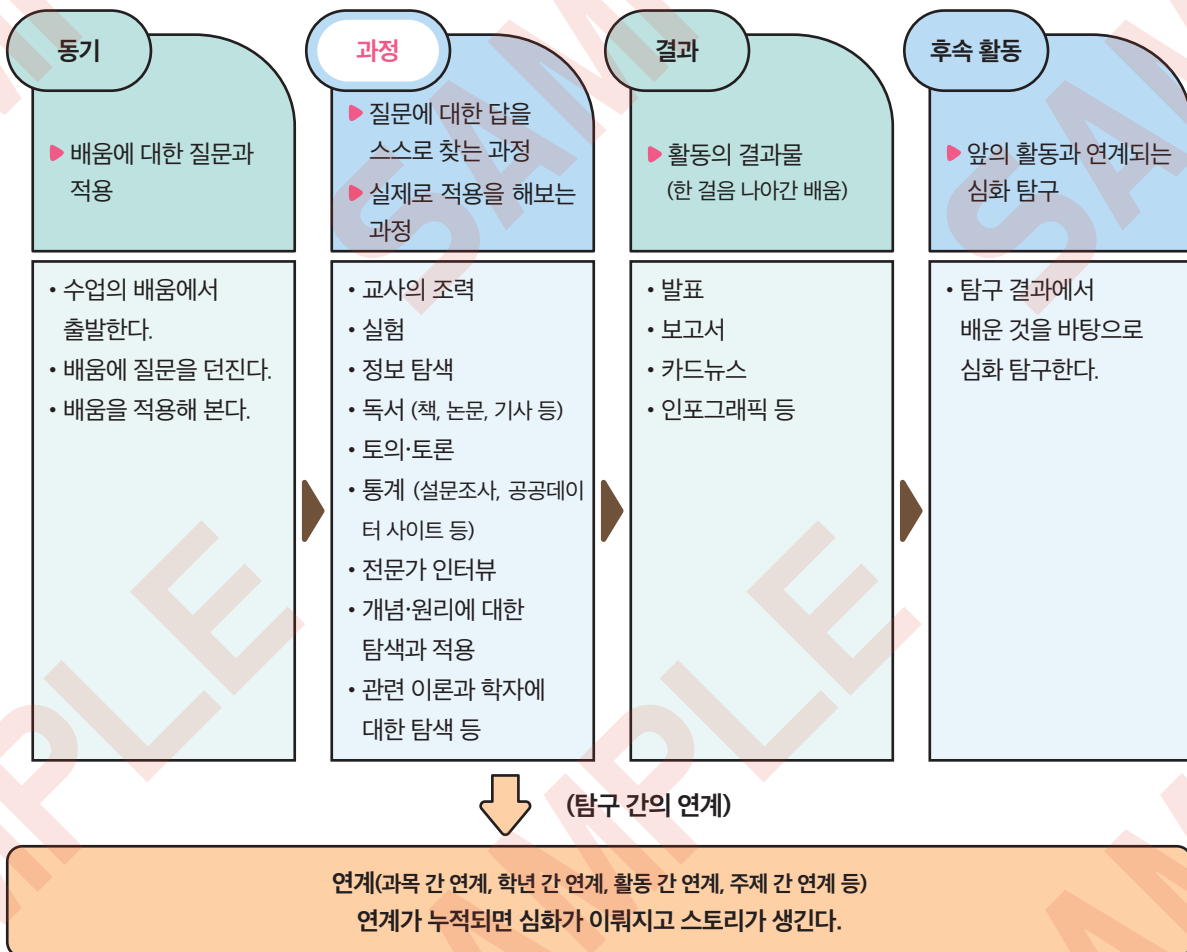 동기
▶ 배움에 대한 질문과
적용
• 수업의 배움에서
출발한다.
• 배움에 질문을 던진다.
• 배움을 적용해 본다.
과정
▶ 질문에 대한 답을
스스로 찾는 과정
▶ 실제로 적용을 해보는
과정
• 교사의 조력
• 실험
• 정보 탐색
• 독서 (책, 논문, 기사 등)
• 토의·토론
• 통계 (설문조사, 공공데이
터 사이트 등)
• 전문가 인터뷰
• 개념·원리에 대한
탐색과 적용
• 관련 이론과 학자에
대한 탐색 등
결과
▶ 활동의 결과물
(한 걸음 나아간 배움)
• 발표
• 보고서
• 카드뉴스
• 인포그래픽 등
후속 활동
▶ 앞의 활동과 연계되는
심화 탐구
• 탐구 결과에서
배운 것을 바탕으로
심화 탐구한다.
(탐구 간의 연계)
연계(과목 간 연계, 학년 간 연계, 활동 간 연계, 주제 간 연계 등)
연계가 누적되면 심화가 이뤄지고 스토리가 생긴다.
SAMPLE